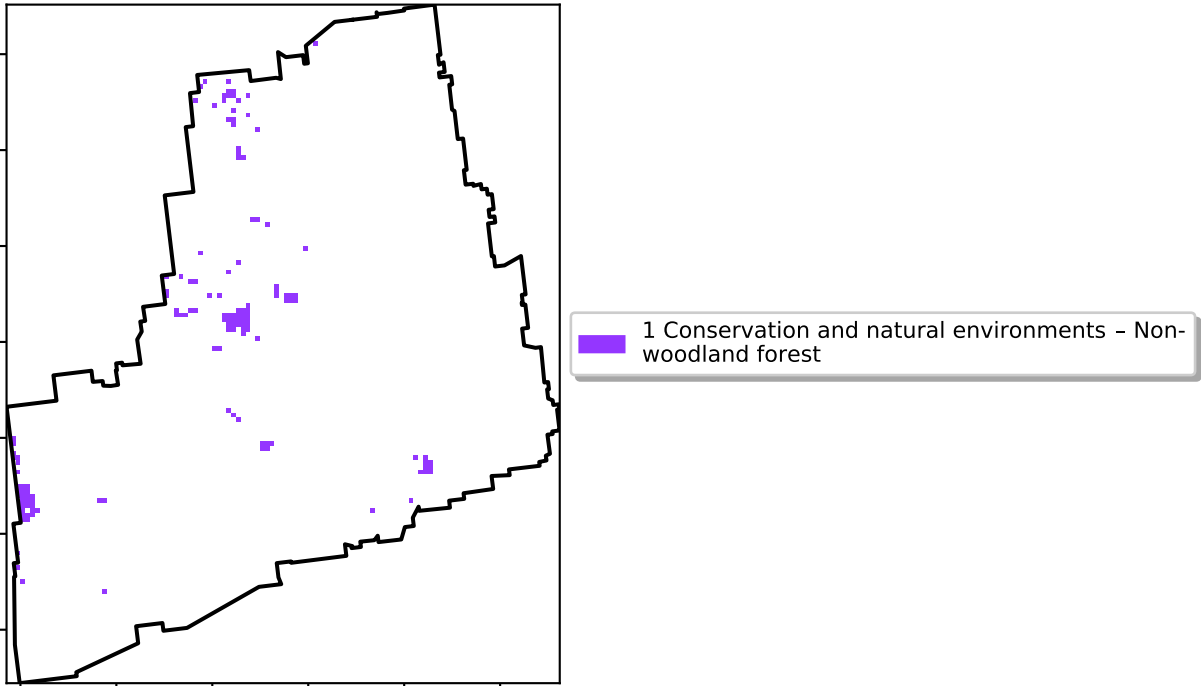 1 Conservation and natural environments – Non-
woodland forest